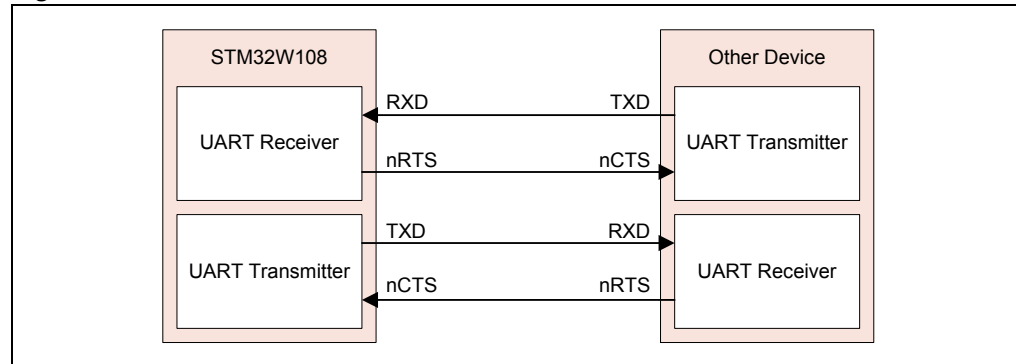 STM32W108
Other Device
RXD TXD
UART Receiver
UART Transmitter
nRTS nCTS
TXD RXD
UART Transmitter
UART Receiver
nCTS nRTS